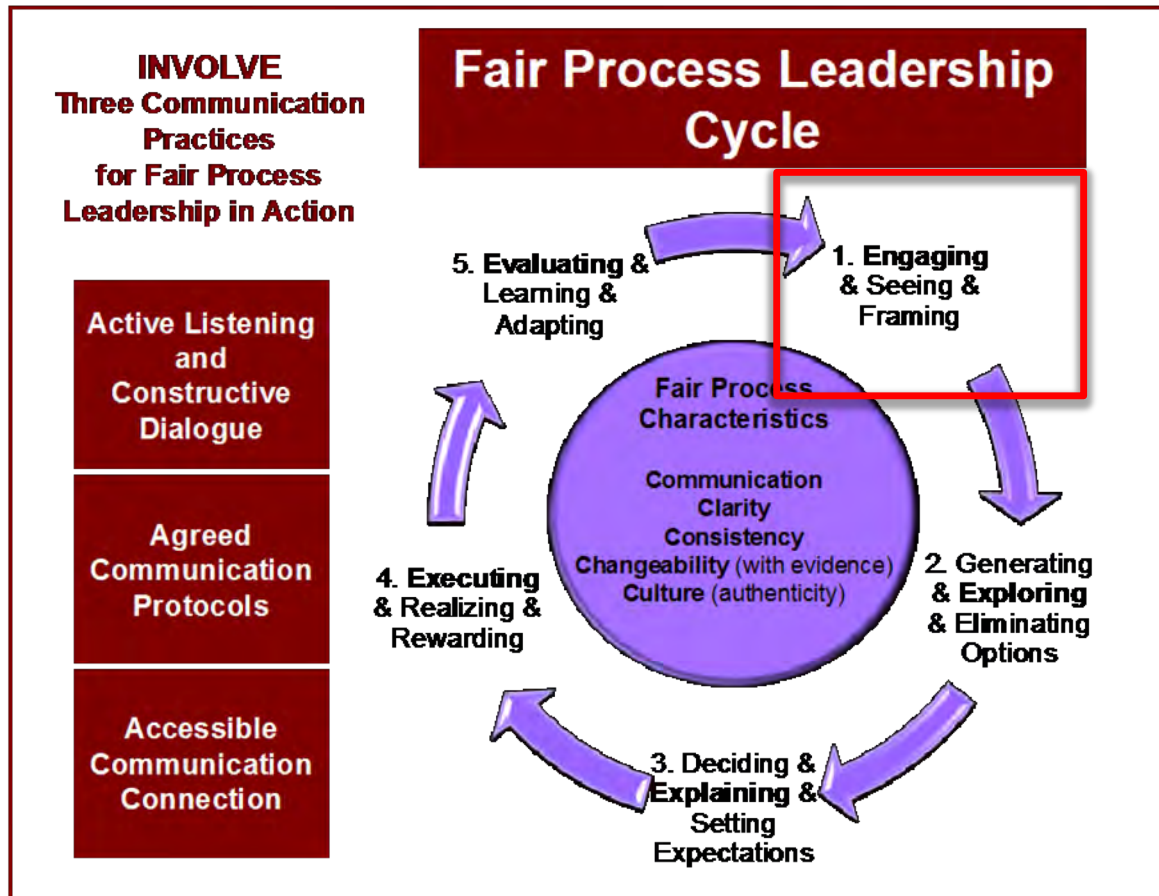 INVOLVE
Three Communication
Practices
for Fair Process
Leadership in Action
Active Listening
and
Constructive
Dialogue
Agreed
Communication
Protocols
Accessible
Communication
Connection
Fair Process Leadership
Cycle
1. Engaging
& Seeing &
Framing
2. Generating
& Exploring
& Eliminating
Options
3. Deciding &
Explaining &
Setting
Expectations
4. Executing
& Realizing &
Rewarding
5. Evaluating &
Learning &
Adapting
Fair Process
Characteristics
Communication
Clarity
Consistency
Changeability (with evidence)
Culture (authenticity)